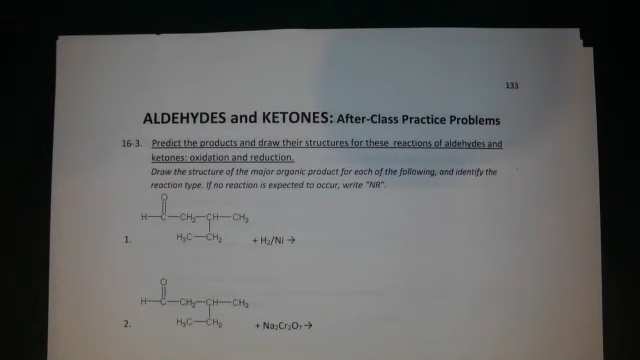 133
ALDEHYDES and KETONES: After-Class Practice Problems
16-3. Predict the products and draw their structures for these reactions of aldehydes and
ketones: oxidation and reduction.
Draw the structure of the major organic product for each of the following, and identify the
reaction type. If no reaction is expected to occur, write "NR".
O
H—C—CH₂—CH—CH₃
1. H₃C—CH₂ + H₂/Ni →
O
H—C—CH₂—CH—CH₃
2. H₃C—CH₂ + Na₂Cr₂O₇ →